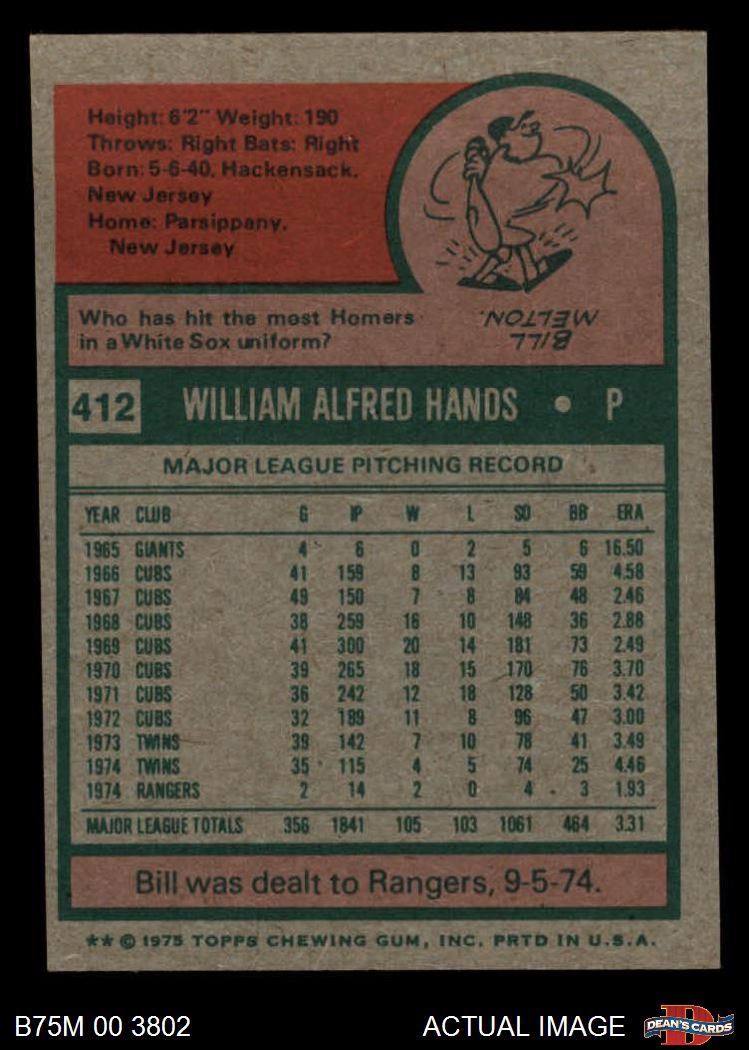 Height: 6'2" Weight: 190
Throws: Right Bats: Right
Born: 5-6-40, Hackensack,
New Jersey
Home: Parsippany,
New Jersey
Who has hit the most Homers
in a White Sox uniform?
BILL
MELTON.
412 WILLIAM ALFRED HANDS • P
MAJOR LEAGUE PITCHING RECORD
YEAR CLUB G IP W L SO BB ERA
1965 GIANTS 4 6 0 2 5 6 16.50
1966 CUBS 41 159 8 13 93 59 4.58
1967 CUBS 49 150 7 8 84 48 2.46
1968 CUBS 38 259 16 10 148 36 2.88
1969 CUBS 41 300 20 14 181 73 2.49
1970 CUBS 39 265 18 15 170 76 3.70
1971 CUBS 36 242 12 18 128 50 3.42
1972 CUBS 32 189 11 8 96 47 3.00
1973 TWINS 39 142 7 10 78 41 3.49
1974 TWINS 35 115 4 5 74 25 4.46
1974 RANGERS 2 14 2 0 4 3 1.93
MAJOR LEAGUE TOTALS 356 1841 105 103 1061 464 3.31
Bill was dealt to Rangers, 9-5-74.
** © 1975 TOPPS CHEWING GUM, INC. PRTD IN U.S.A.
B75M 00 3802 ACTUAL IMAGE D DEAN'S CARDS